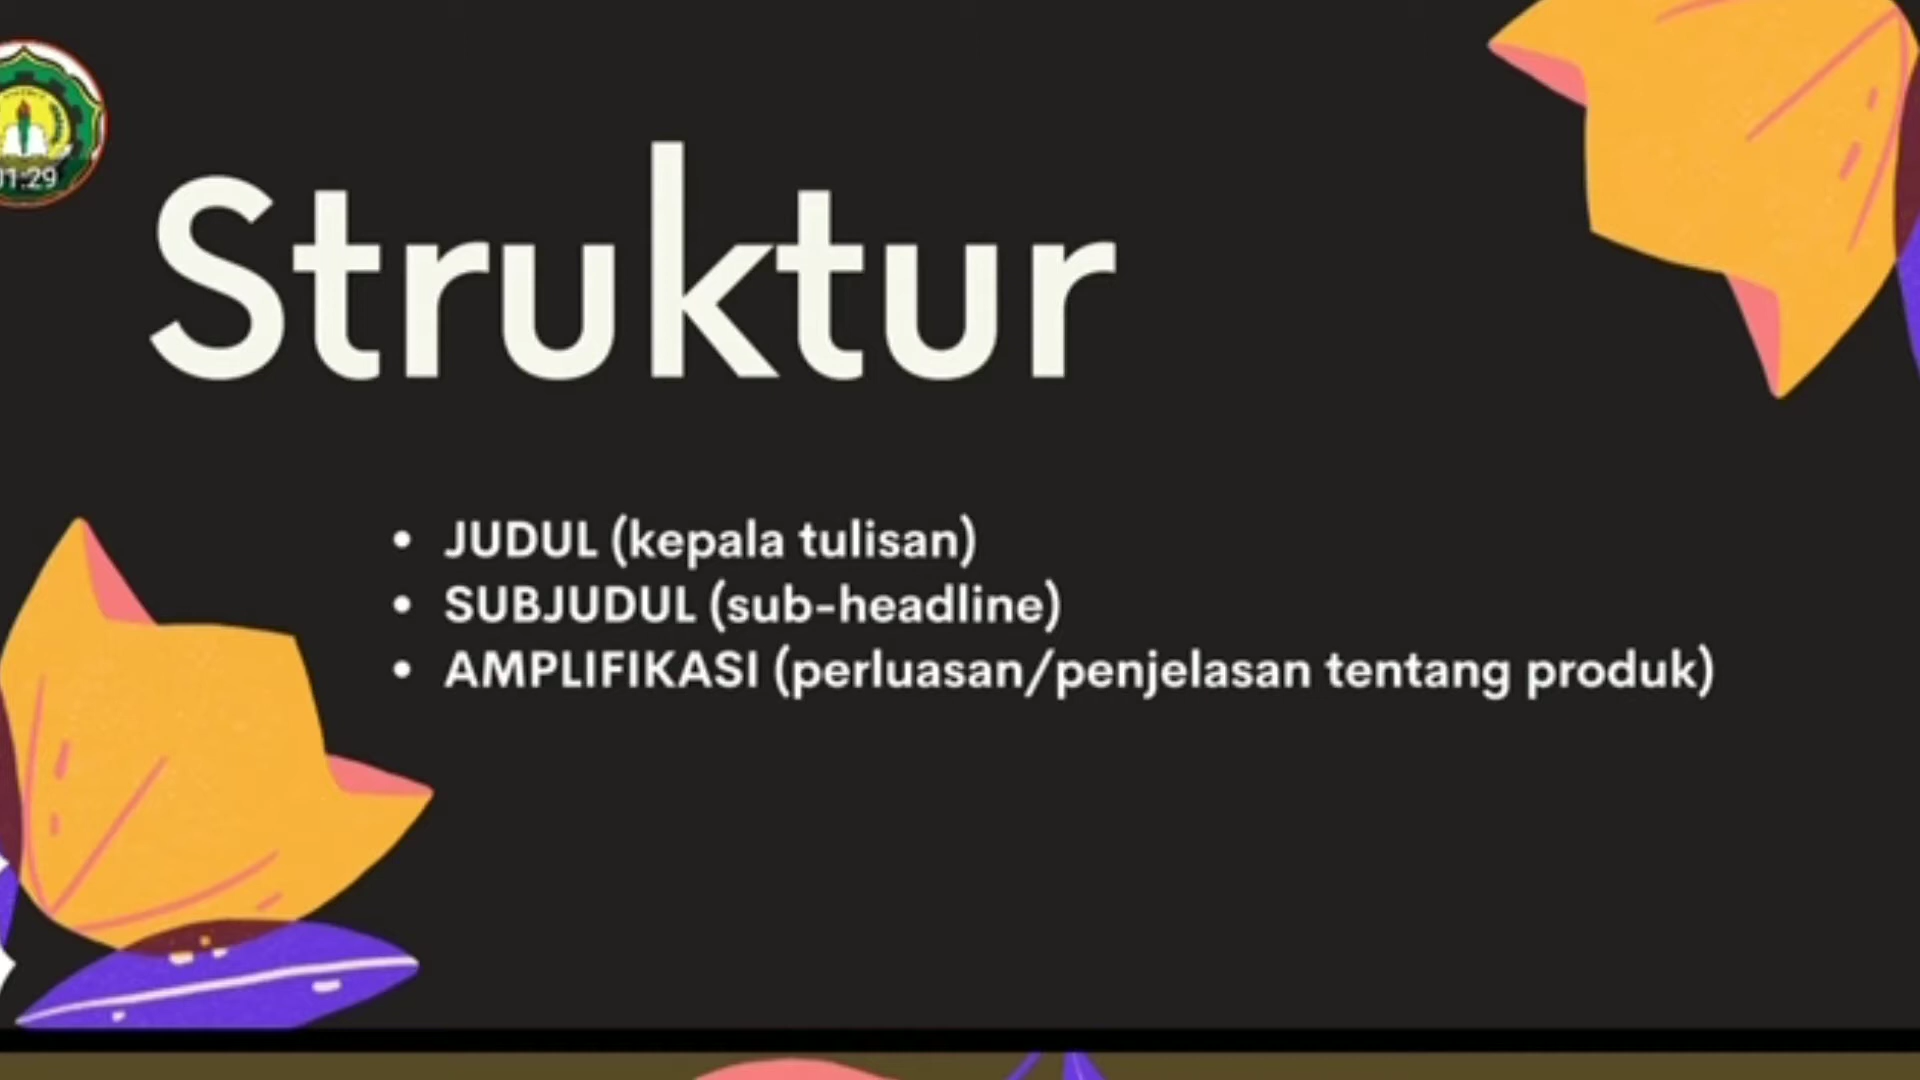 Struktur
• JUDUL (kepala tulisan)
• SUBJUDUL (sub-headline)
• AMPLIFIKASI (perluasan/penjelasan tentang produk)